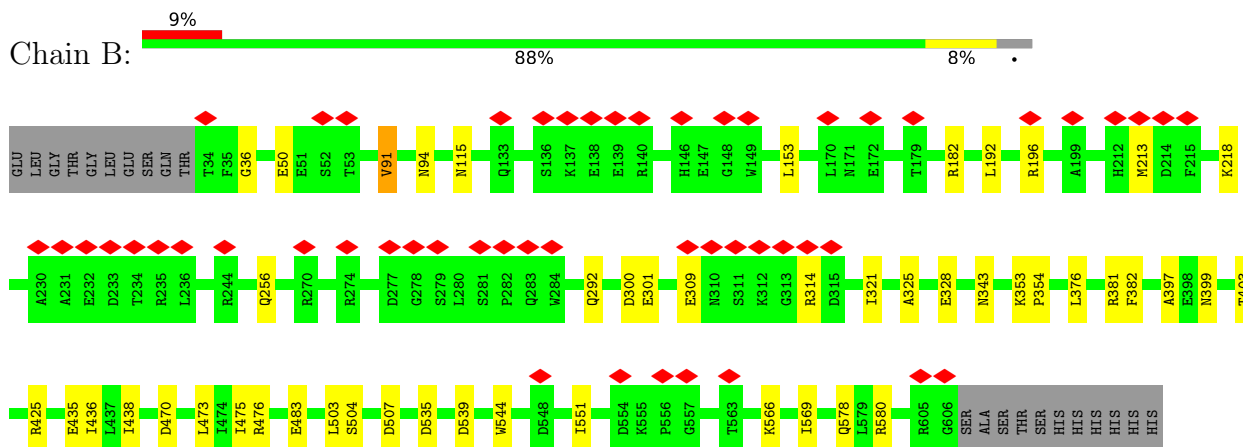 9%
Chain B:
88% 8% •
GLU LEU GLY THR GLY LEU GLU SER GLN THR T34 F35 G36 E50 E51 S52 T53 V91 N94 N115 Q133 S136 K137 E138 E139 R140 H146 E147 G148 W149 L153 L170 N171 E172 T179 R182 L192 R196 A199 H212 M213 D214 F215 K218
A230 A231 E232 D233 T234 R235 L236 R244 Q256 R270 R274 D277 G278 S279 L280 S281 P282 Q283 W284 Q292 D300 E301 E309 N310 S311 K312 G313 R314 D315 I321 A325 E328 N343 K353 P354 L376 R381 F382 A397 E398 N399 T403
R425 E435 I436 L437 I438 D470 L473 I474 I475 R476 E483 L503 S504 D507 D535 D539 W544 D548 I551 D554 K555 P556 G557 T563 K566 I569 Q578 L579 R580 R605 G606 SER ALA SER THR SER HIS HIS HIS HIS HIS HIS